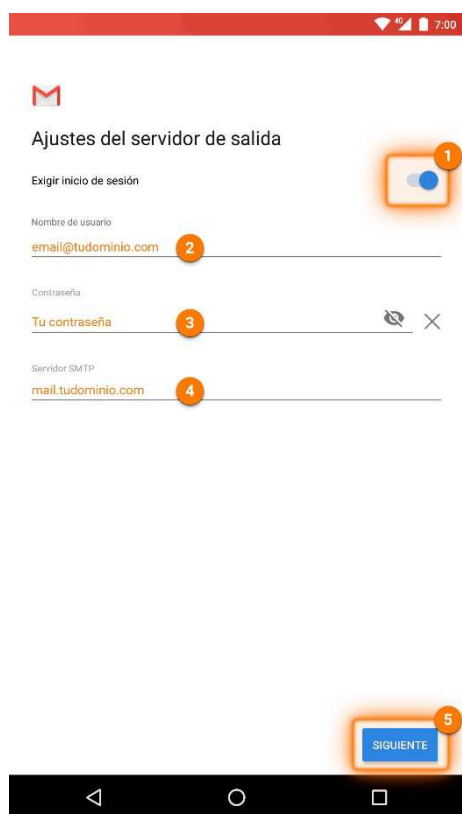 4G 7:00
Ajustes del servidor de salida
1
Exigir inicio de sesión
Nombre de usuario
email@tudominio.com 2
Contraseña
Tu contraseña 3
Servidor SMTP
mail.tudominio.com 4
5
SIGUIENTE